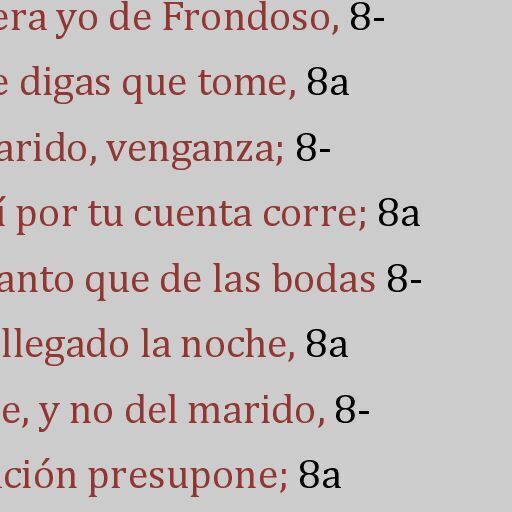 era yo de Frondoso, 8-
e digas que tome, 8a
arido, venganza; 8-
í por tu cuenta corre; 8a
anto que de las bodas 8-
llegado la noche, 8a
e, y no del marido, 8-
ción presupone; 8a